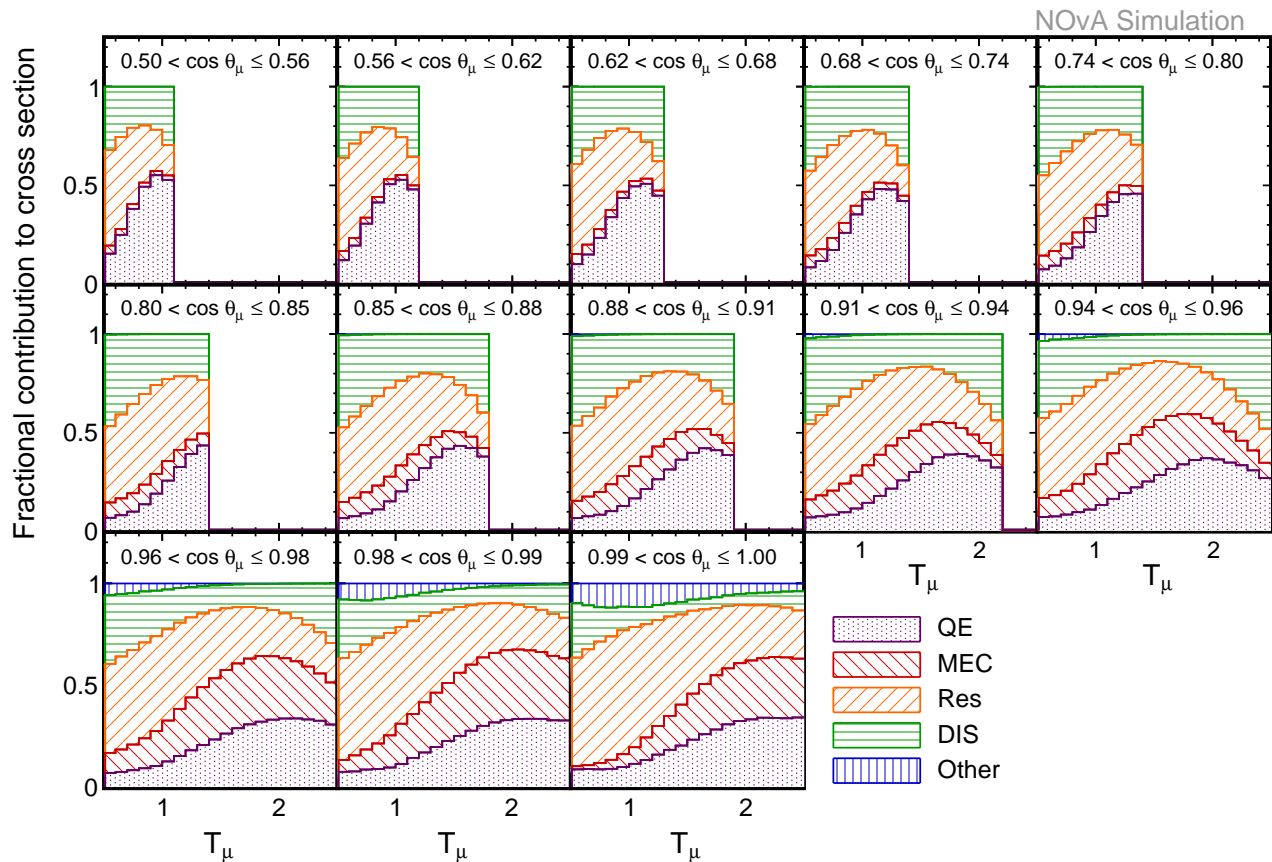 NOvA Simulation
Fractional contribution to cross section
0.50 < cos θμ ≤ 0.56
0.56 < cos θμ ≤ 0.62
0.62 < cos θμ ≤ 0.68
0.68 < cos θμ ≤ 0.74
0.74 < cos θμ ≤ 0.80
1
0.5
0
0.80 < cos θμ ≤ 0.85
0.85 < cos θμ ≤ 0.88
0.88 < cos θμ ≤ 0.91
0.91 < cos θμ ≤ 0.94
0.94 < cos θμ ≤ 0.96
1
0.5
0
1 2
1 2
Tμ
Tμ
0.96 < cos θμ ≤ 0.98
0.98 < cos θμ ≤ 0.99
0.99 < cos θμ ≤ 1.00
1
0.5
0
1 2
1 2
1 2
Tμ
Tμ
Tμ
QE
MEC
Res
DIS
Other